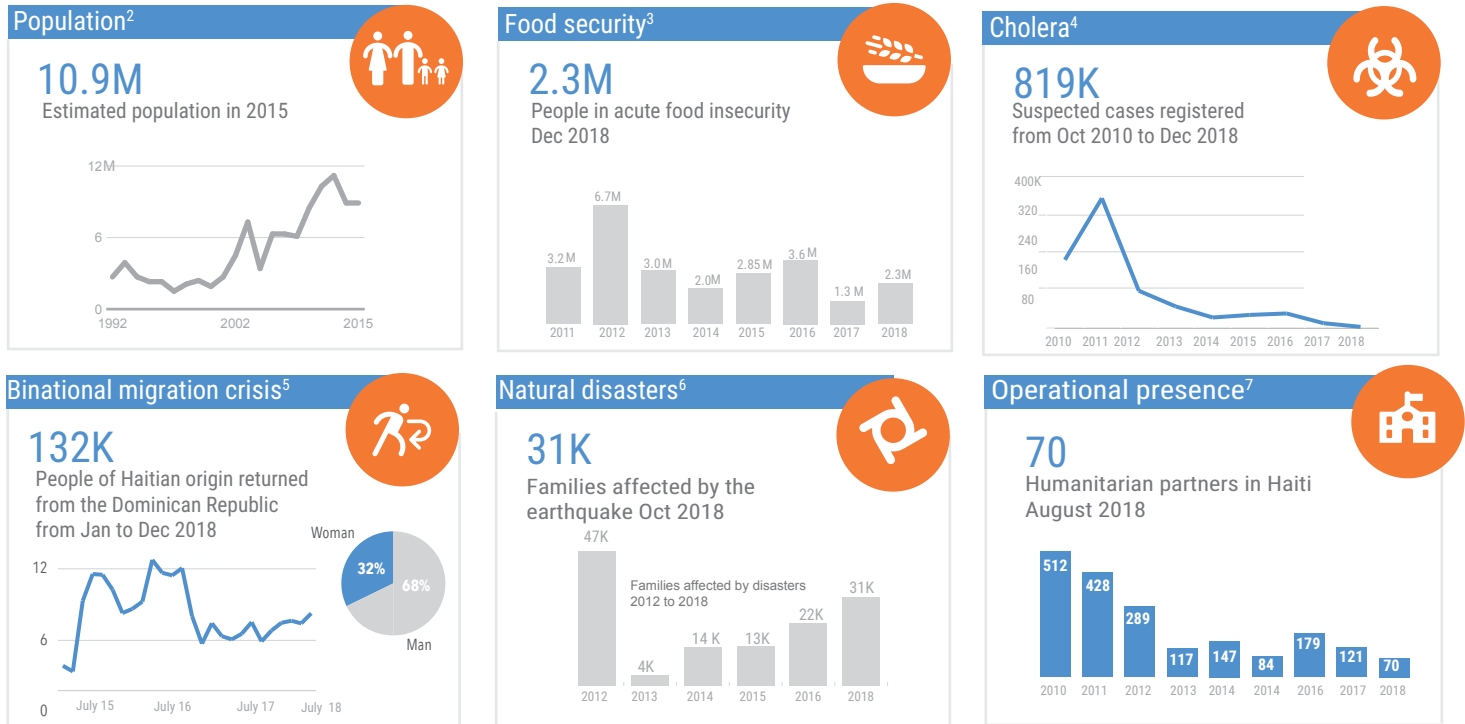 Population2
10.9M
Estimated population in 2015
12M
6
0
1992 2002 2015
Food security3
2.3M
People in acute food insecurity
Dec 2018
3.2M 6.7M 3.0M 2.0M 2.85M 3.6M 1.3 M 2.3M
2011 2012 2013 2014 2015 2016 2017 2018
Cholera4
819K
Suspected cases registered
from Oct 2010 to Dec 2018
400K
320
240
160
80
2010 2011 2012 2013 2014 2015 2016 2017 2018
Binational migration crisis5
132K
People of Haitian origin returned
from the Dominican Republic
from Jan to Dec 2018
Woman
32%
68%
Man
12
6
0
July 15 July 16 July 17 July 18
Natural disasters6
31K
Families affected by the
earthquake Oct 2018
Families affected by disasters
2012 to 2018
47K 4K 14 K 13K 22K 31K
2012 2013 2014 2015 2016 2018
Operational presence7
70
Humanitarian partners in Haiti
August 2018
512 428 289 117 147 84 179 121 70
2010 2011 2012 2013 2014 2014 2016 2017 2018